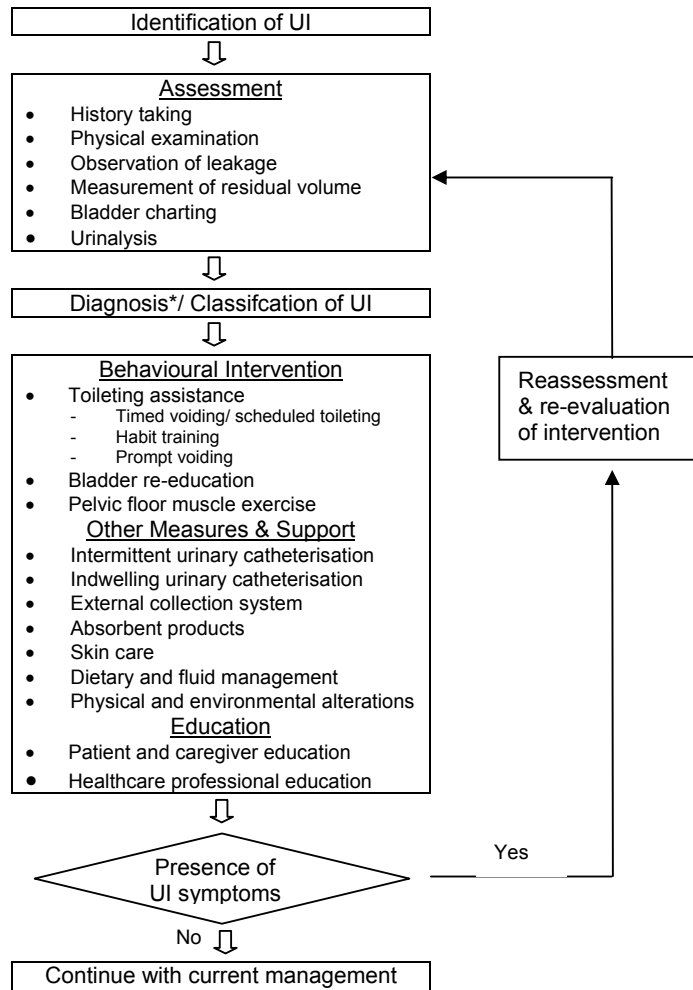 Identification of UI
Assessment
• History taking
• Physical examination
• Observation of leakage
• Measurement of residual volume
• Bladder charting
• Urinalysis
Diagnosis*/ Classifcation of UI
Behavioural Intervention
• Toileting assistance
- Timed voiding/ scheduled toileting
- Habit training
- Prompt voiding
• Bladder re-education
• Pelvic floor muscle exercise
Other Measures & Support
• Intermittent urinary catheterisation
• Indwelling urinary catheterisation
• External collection system
• Absorbent products
• Skin care
• Dietary and fluid management
• Physical and environmental alterations
Education
• Patient and caregiver education
• Healthcare professional education
Reassessment
& re-evaluation
of intervention
Presence of
UI symptoms
Yes
No
Continue with current management